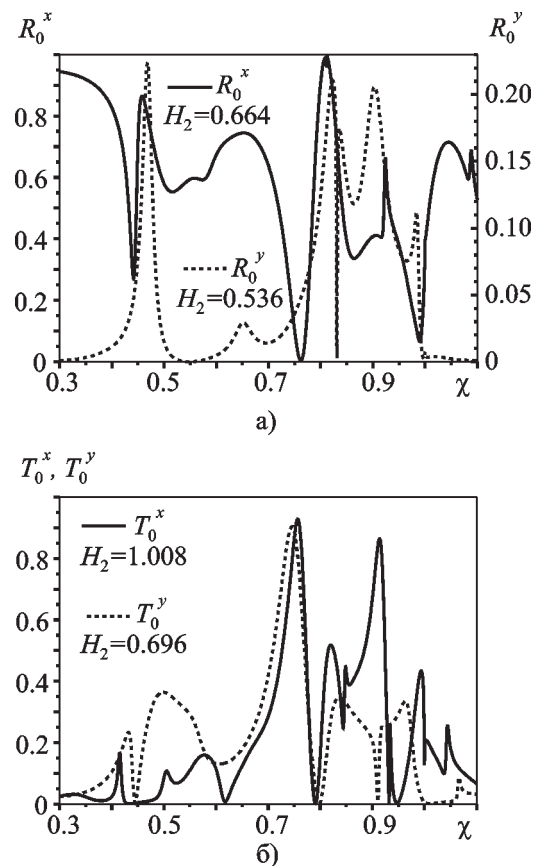 R₀ˣ R₀ʸ
0.8 0.20
R₀ˣ
H₂=0.664
0.6 0.15
0.4 0.10
R₀ʸ
H₂=0.536
0.2 0.05
0 0
0.3 0.5 0.7 0.9 χ
а)
T₀ˣ, T₀ʸ
T₀ˣ
H₂=1.008
0.8
T₀ʸ
H₂=0.696
0.6
0.4
0.2
0
0.3 0.5 0.7 0.9 χ
б)